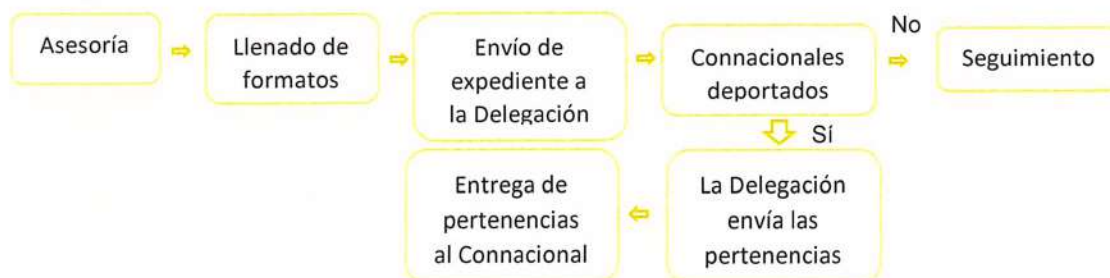 Asesoría
Llenado de
formatos
Envío de
expediente a
la Delegación
Connacionales
deportados
No
Seguimiento
Sí
La Delegación
envía las
pertenencias
Entrega de
pertenencias
al Connacional